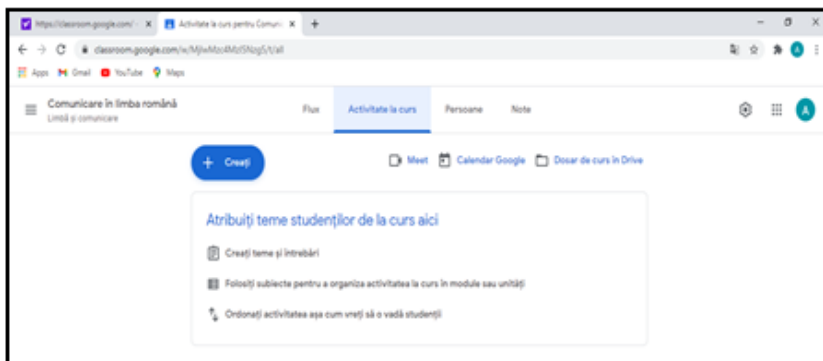 https://classroom.google.com/ -
Activitate la curs pentru Comuni
classroom.google.com/w/
Apps Gmail YouTube Maps
A
Comunicare în limba română
Limbă și comunicare
Flux Activitate la curs Persoane Note
A
+ Creați
Meet Calendar Google Dosar de curs în Drive
Atribuiți teme studenților de la curs aici
Creați teme și întrebări
Folosiți subiecte pentru a organiza activitatea la curs în module sau unități
Ordonați activitatea așa cum vreți să o vadă studenții